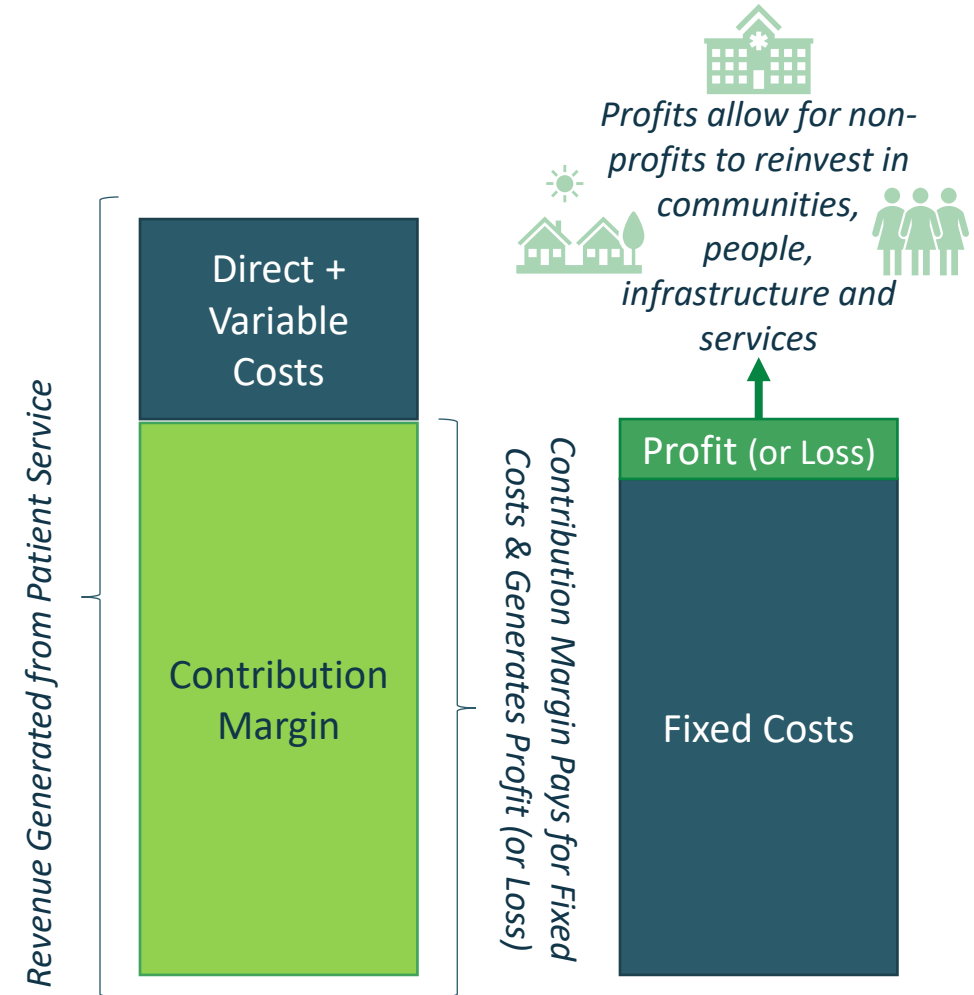 Profits allow for non-
profits to reinvest in
communities,
people,
infrastructure and
services
Revenue Generated from Patient Service
Direct +
Variable
Costs
Contribution
Margin
Contribution Margin Pays for Fixed
Costs & Generates Profit (or Loss)
Profit (or Loss)
Fixed Costs